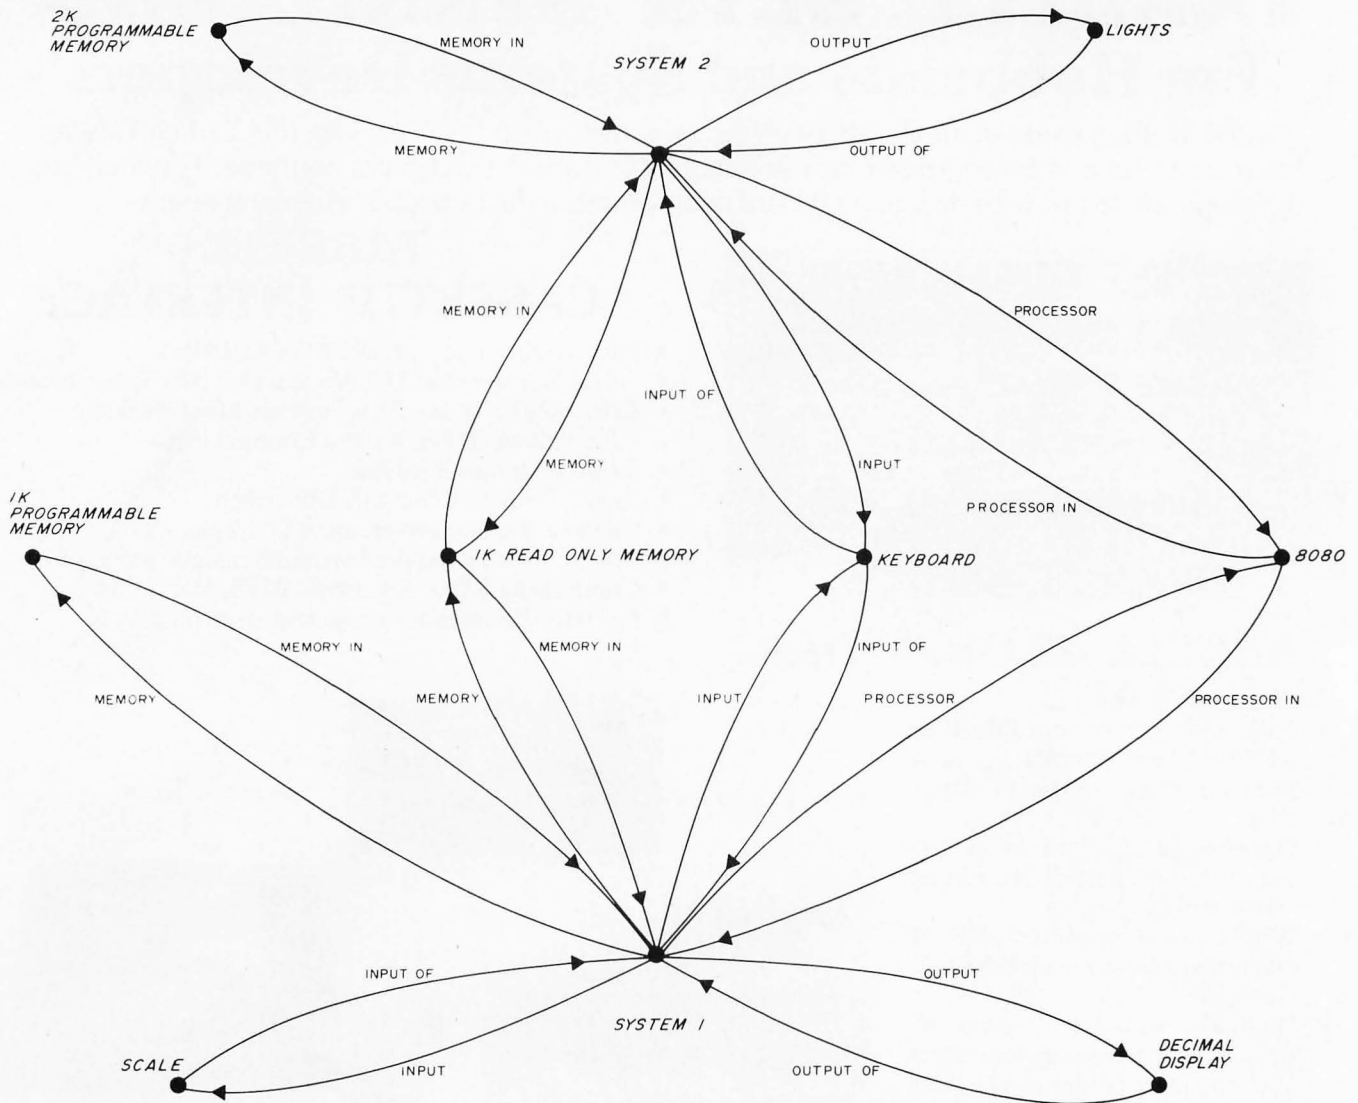 2K
PROGRAMMABLE
MEMORY
MEMORY IN
OUTPUT
LIGHTS
SYSTEM 2
MEMORY
OUTPUT OF
MEMORY IN
PROCESSOR
INPUT OF
MEMORY
INPUT
1K
PROGRAMMABLE
MEMORY
PROCESSOR IN
1K READ ONLY MEMORY
KEYBOARD
8080
MEMORY IN
MEMORY IN
INPUT OF
MEMORY
MEMORY
INPUT
PROCESSOR
PROCESSOR IN
INPUT OF
OUTPUT
SYSTEM 1
SCALE
INPUT
OUTPUT OF
DECIMAL
DISPLAY